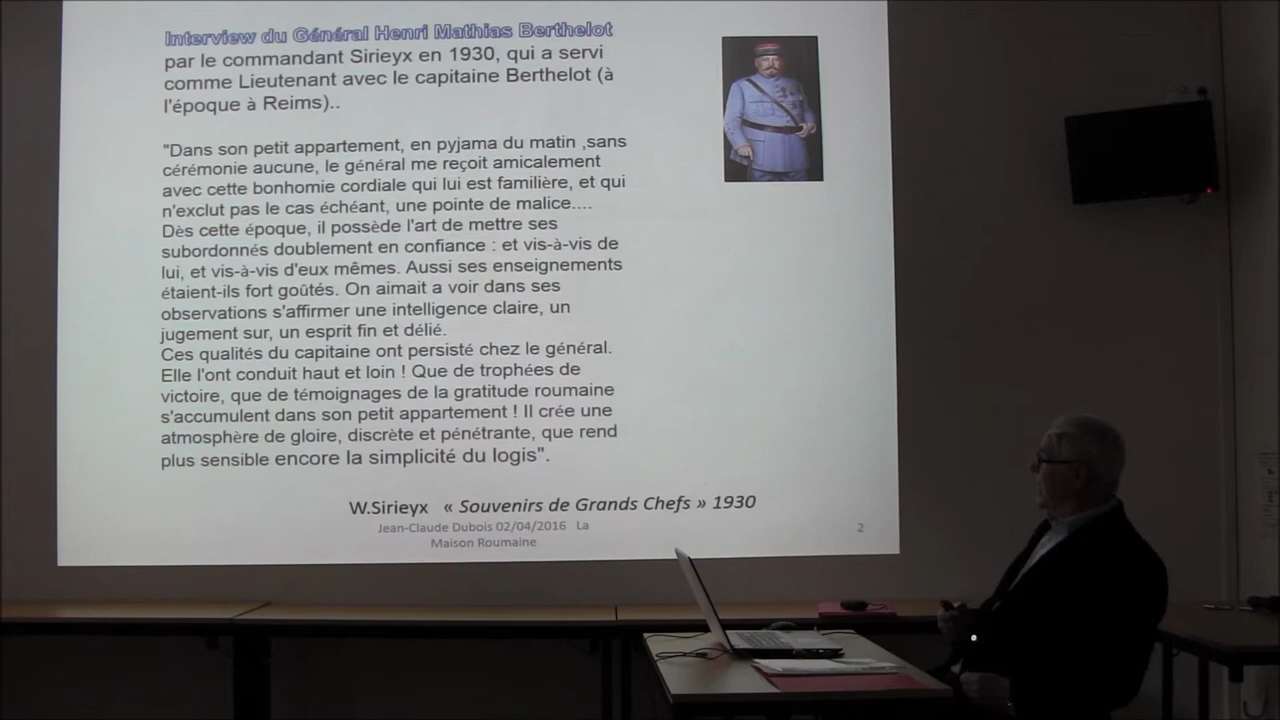 Interview du Général Henri Mathias Berthelot
par le commandant Sirieyx en 1930, qui a servi
comme Lieutenant avec le capitaine Berthelot (à
l'époque à Reims)..
"Dans son petit appartement, en pyjama du matin ,sans
cérémonie aucune, le général me reçoit amicalement
avec cette bonhomie cordiale qui lui est familière, et qui
n'exclut pas le cas échéant, une pointe de malice....
Dès cette époque, il possède l'art de mettre ses
subordonnés doublement en confiance : et vis-à-vis de
lui, et vis-à-vis d'eux mêmes. Aussi ses enseignements
étaient-ils fort goûtés. On aimait a voir dans ses
observations s'affirmer une intelligence claire, un
jugement sur, un esprit fin et délié.
Ces qualités du capitaine ont persisté chez le général.
Elle l'ont conduit haut et loin ! Que de trophées de
victoire, que de témoignages de la gratitude roumaine
s'accumulent dans son petit appartement ! Il crée une
atmosphère de gloire, discrète et pénétrante, que rend
plus sensible encore la simplicité du logis".
W.Sirieyx « Souvenirs de Grands Chefs » 1930
Jean-Claude Dubois 02/04/2016 La
Maison Roumaine
2